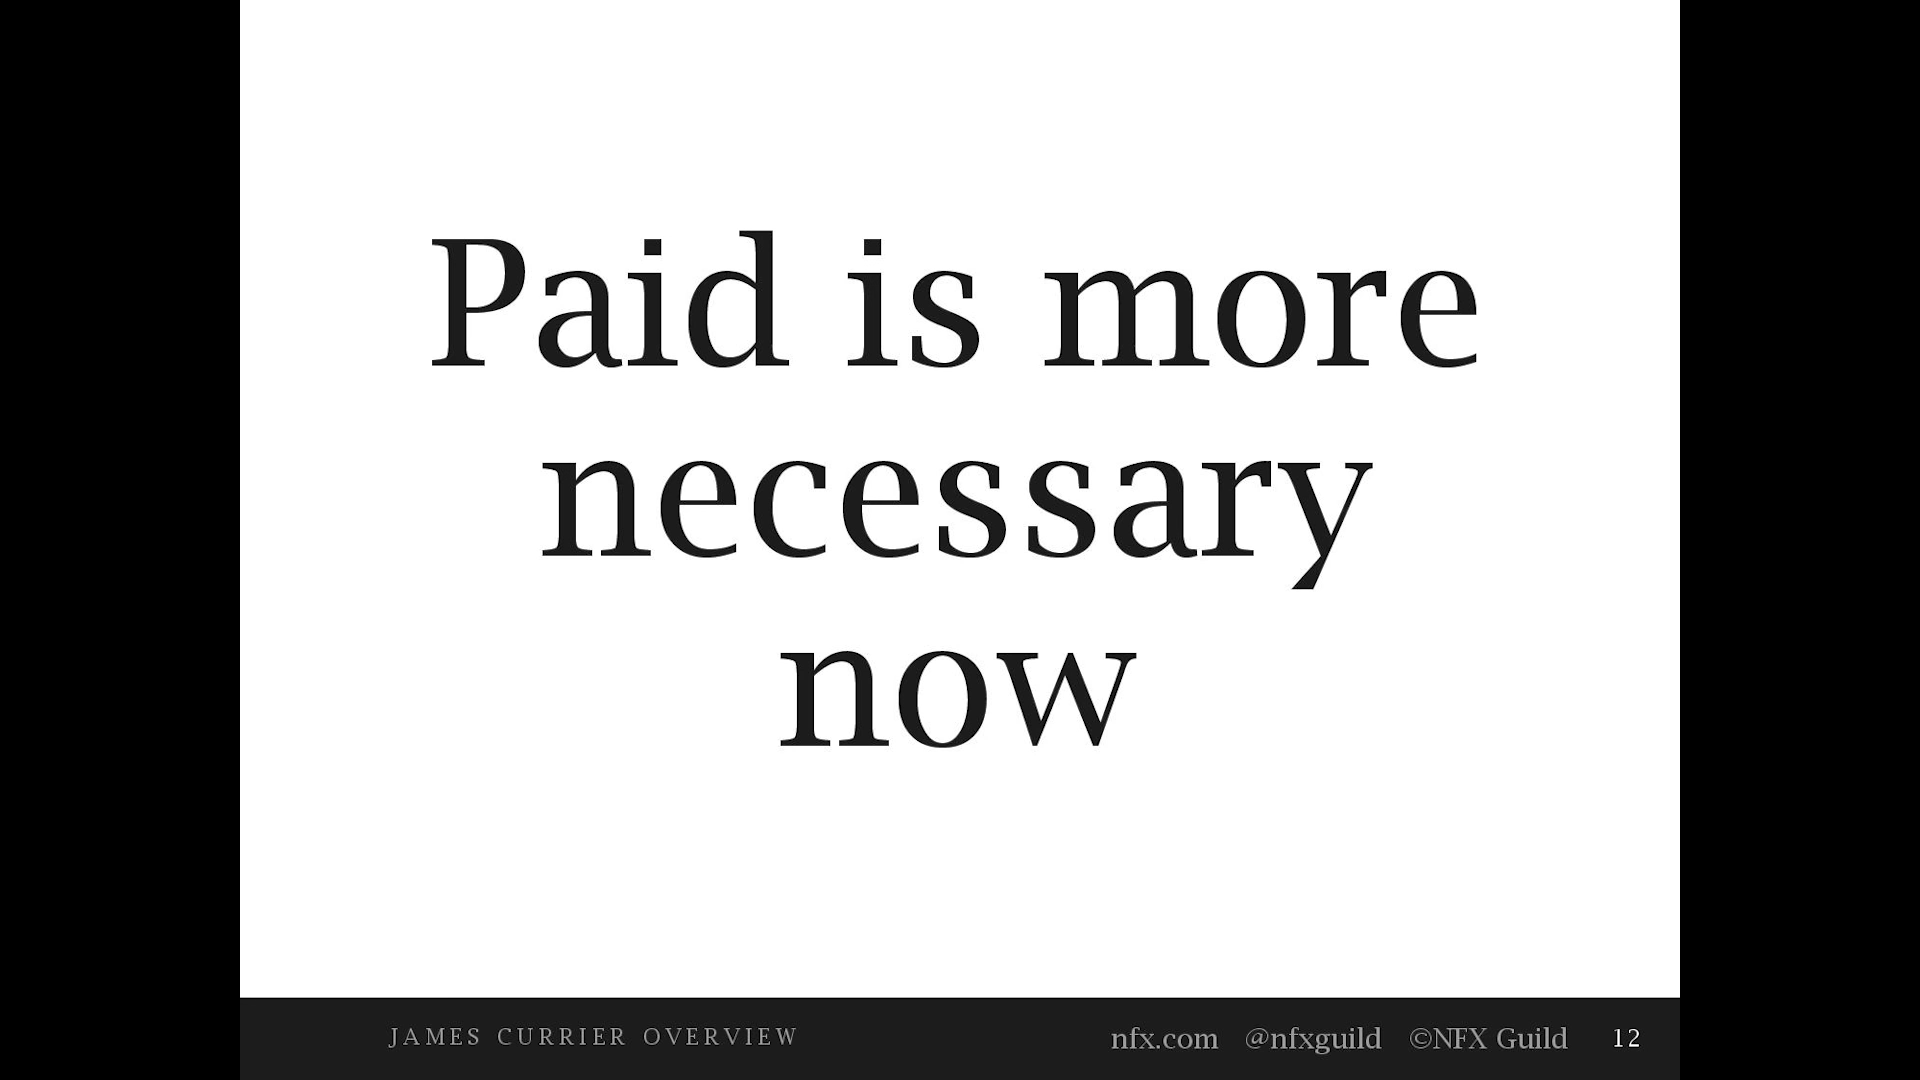 Paid is more
necessary
now
JAMES CURRIER OVERVIEW nfx.com @nfxguild ©NFX Guild 12